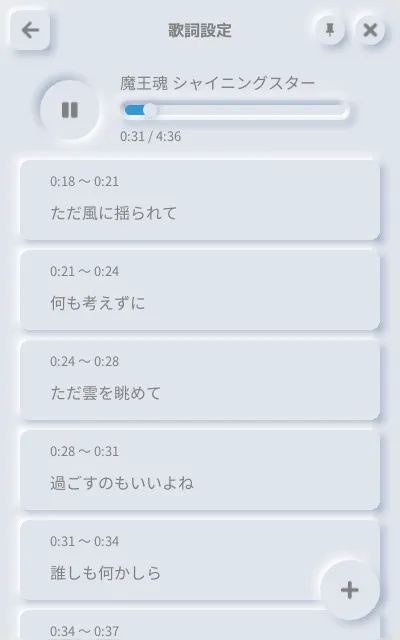 歌詞設定
魔王魂 シャイニングスター
0:31 / 4:36
0:18 〜 0:21
ただ風に揺られて
0:21 〜 0:24
何も考えずに
0:24 〜 0:28
ただ雲を眺めて
0:28 〜 0:31
過ごすのもいいよね
0:31 〜 0:34
誰しも何かしら
0:34 〜 0:37